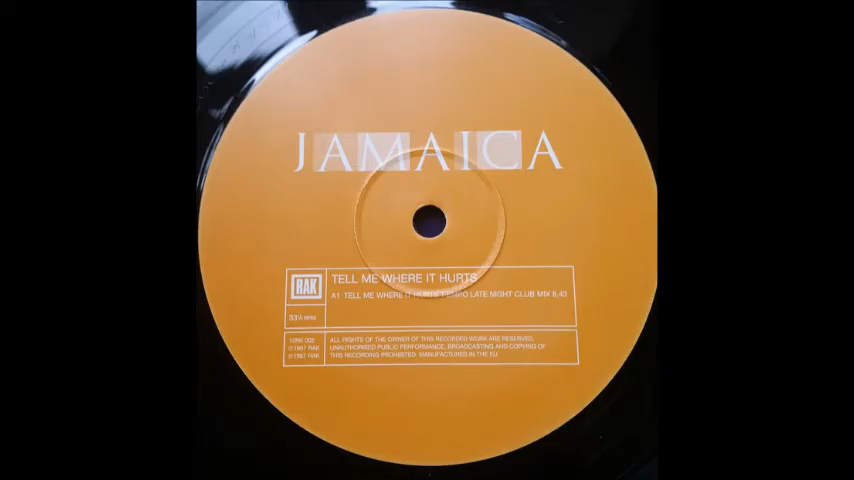 JAMAICA
RAK
TELL ME WHERE IT HURTS
A1 TELL ME WHERE IT HURTS TEMPO LATE NIGHT CLUB MIX 8.43
33⅓ RPM
℗1997 RAK
©1997 RAK
ALL RIGHTS OF THE OWNER OF THIS RECORDED WORK ARE RESERVED.
UNAUTHORISED PUBLIC PERFORMANCE, BROADCASTING AND COPYING OF
THIS RECORDING PROHIBITED. MANUFACTURED IN THE EU